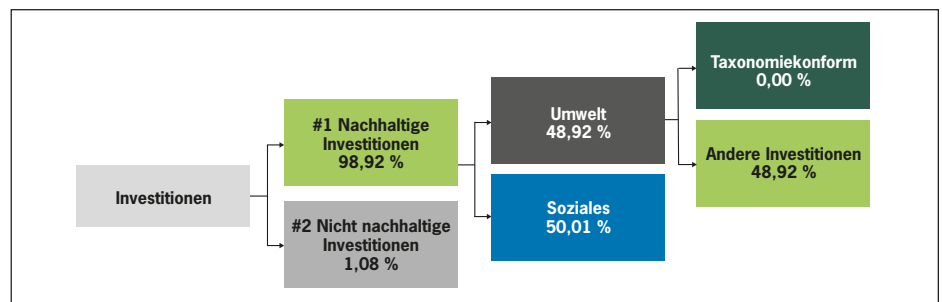 Investitionen
#1 Nachhaltige
Investitionen
98,92 %
#2 Nicht nachhaltige
Investitionen
1,08 %
Umwelt
48,92 %
Soziales
50,01 %
Taxonomiekonform
0,00 %
Andere Investitionen
48,92 %